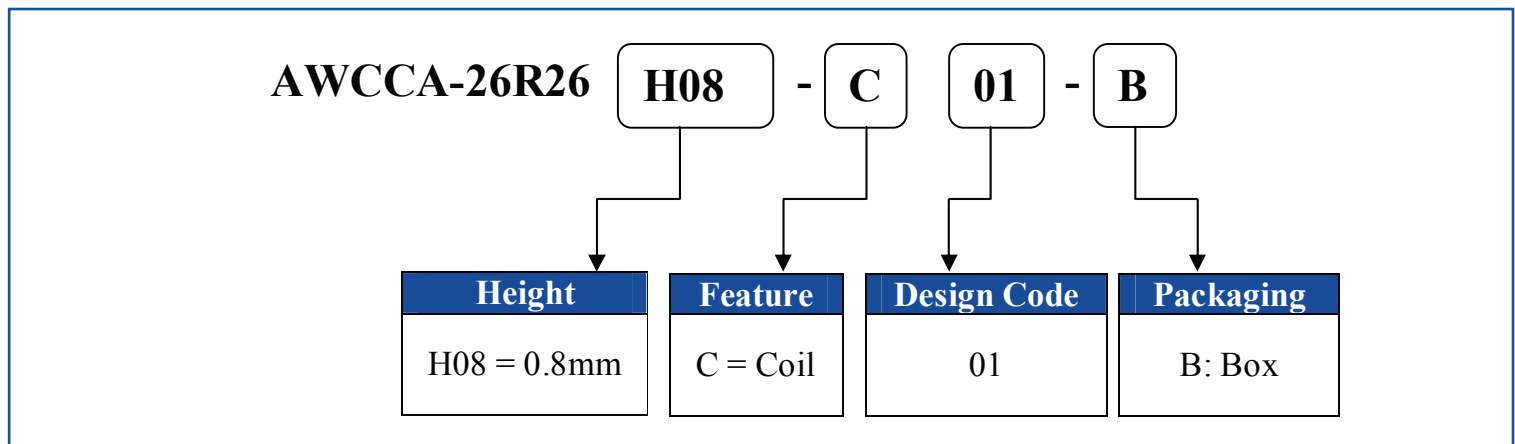 AWCCA-26R26 H08 - C 01 - B
Height Feature Design Code Packaging
H08 = 0.8mm C = Coil 01 B: Box